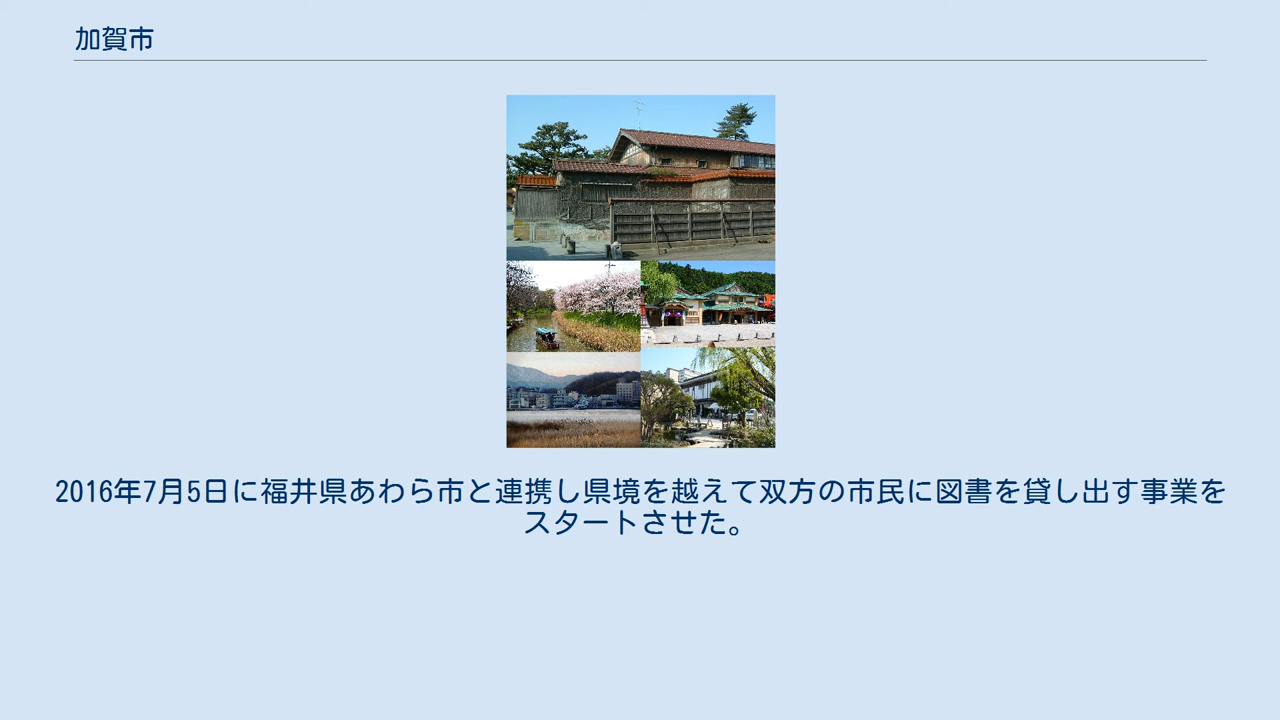 加賀市
2016年7月5日に福井県あわら市と連携し県境を越えて双方の市民に図書を貸し出す事業を
スタートさせた。